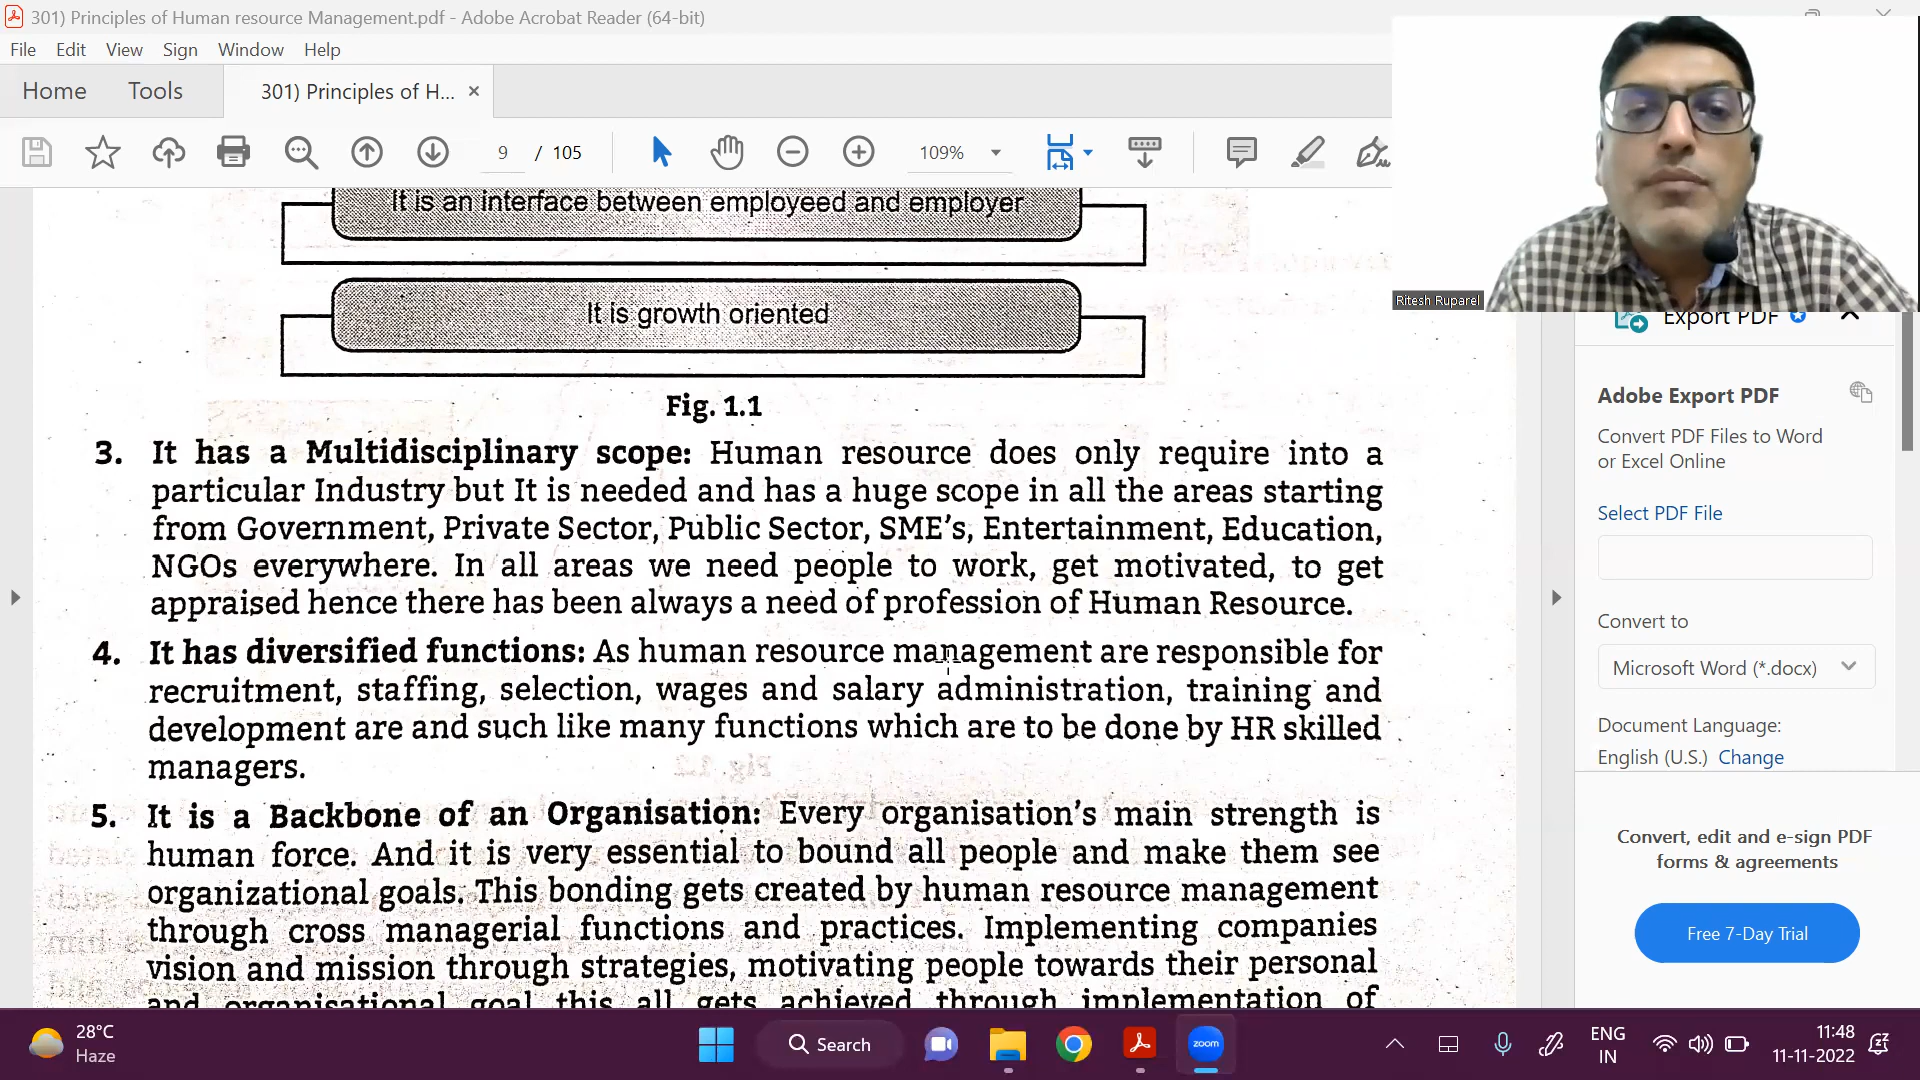 301) Principles of Human resource Management.pdf - Adobe Acrobat Reader (64-bit)
File Edit View Sign Window Help
Home Tools 301) Principles of H... ×
9 / 105 109%
It is an interface between employeed and employer
It is growth oriented
Fig. 1.1
3. It has a Multidisciplinary scope: Human resource does only require into a
particular Industry but It is needed and has a huge scope in all the areas starting
from Government, Private Sector, Public Sector, SME's, Entertainment, Education,
NGOs everywhere. In all areas we need people to work, get motivated, to get
appraised hence there has been always a need of profession of Human Resource.
4. It has diversified functions: As human resource management are responsible for
recruitment, staffing, selection, wages and salary administration, training and
development are and such like many functions which are to be done by HR skilled
managers.
5. It is a Backbone of an Organisation: Every organisation's main strength is
human force. And it is very essential to bound all people and make them see
organizational goals. This bonding gets created by human resource management
through cross managerial functions and practices. Implementing companies
vision and mission through strategies, motivating people towards their personal
and organisational goal this all gets achieved through implementation of
Ritesh Ruparel
Export PDF
Adobe Export PDF
Convert PDF Files to Word
or Excel Online
Select PDF File
Convert to
Microsoft Word (*.docx)
Document Language:
English (U.S.) Change
Convert, edit and e-sign PDF
forms & agreements
Free 7-Day Trial
28°C
Haze
Search
zoom
ENG
IN
11:48
11-11-2022